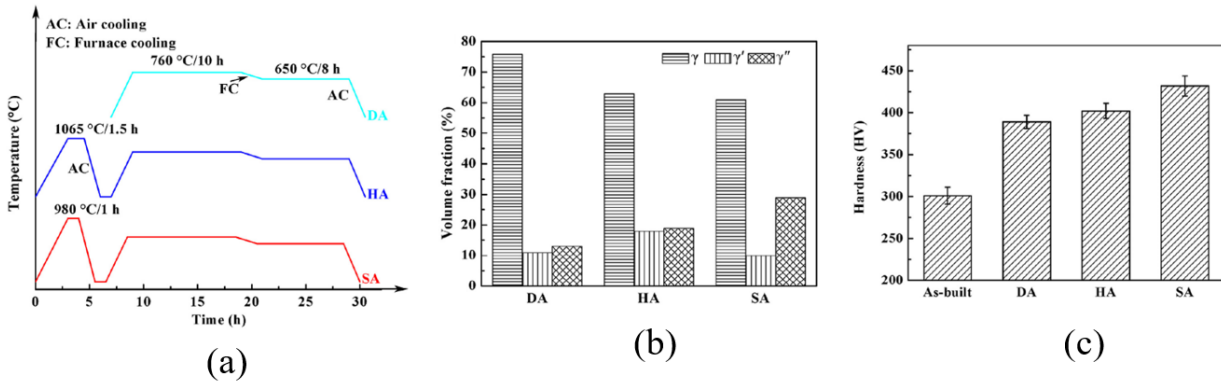 AC: Air cooling
FC: Furnace cooling
760 °C/10 h
650 °C/8 h
FC
AC
DA
1065 °C/1.5 h
AC
HA
980 °C/1 h
SA
Temperature (°C)
0 5 10 15 20 25 30
Time (h)
(a)
80
70
60
50
40
30
20
10
0
Volume fraction (%)
γ γ′ γ″
DA HA SA
(b)
450
400
350
300
250
200
Hardness (HV)
As-built DA HA SA
(c)